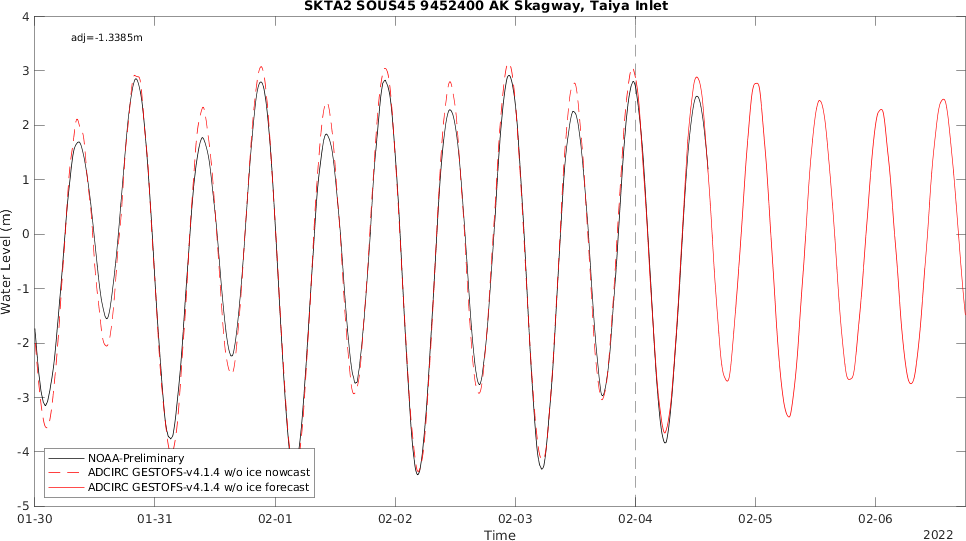 SKTA2 SOUS45 9452400 AK Skagway, Taiya Inlet
adj=-1.3385m
4
3
2
1
0
-1
-2
-3
-4
-5
Water Level (m)
NOAA-Preliminary
ADCIRC GESTOFS-v4.1.4 w/o ice nowcast
ADCIRC GESTOFS-v4.1.4 w/o ice forecast
01-30 01-31 02-01 02-02 02-03 02-04 02-05 02-06
Time
2022